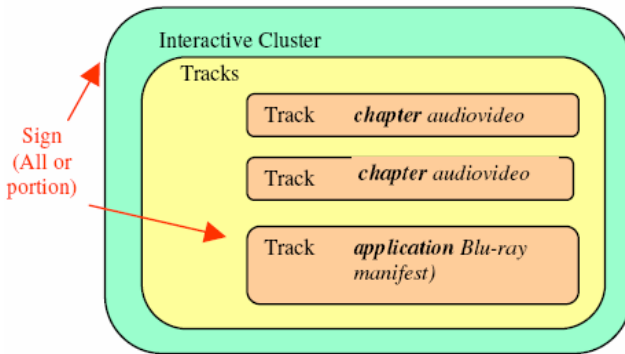 Interactive Cluster
Tracks
Track chapter audiovideo
Sign
(All or
portion)
Track chapter audiovideo
Track application Blu-ray
manifest)